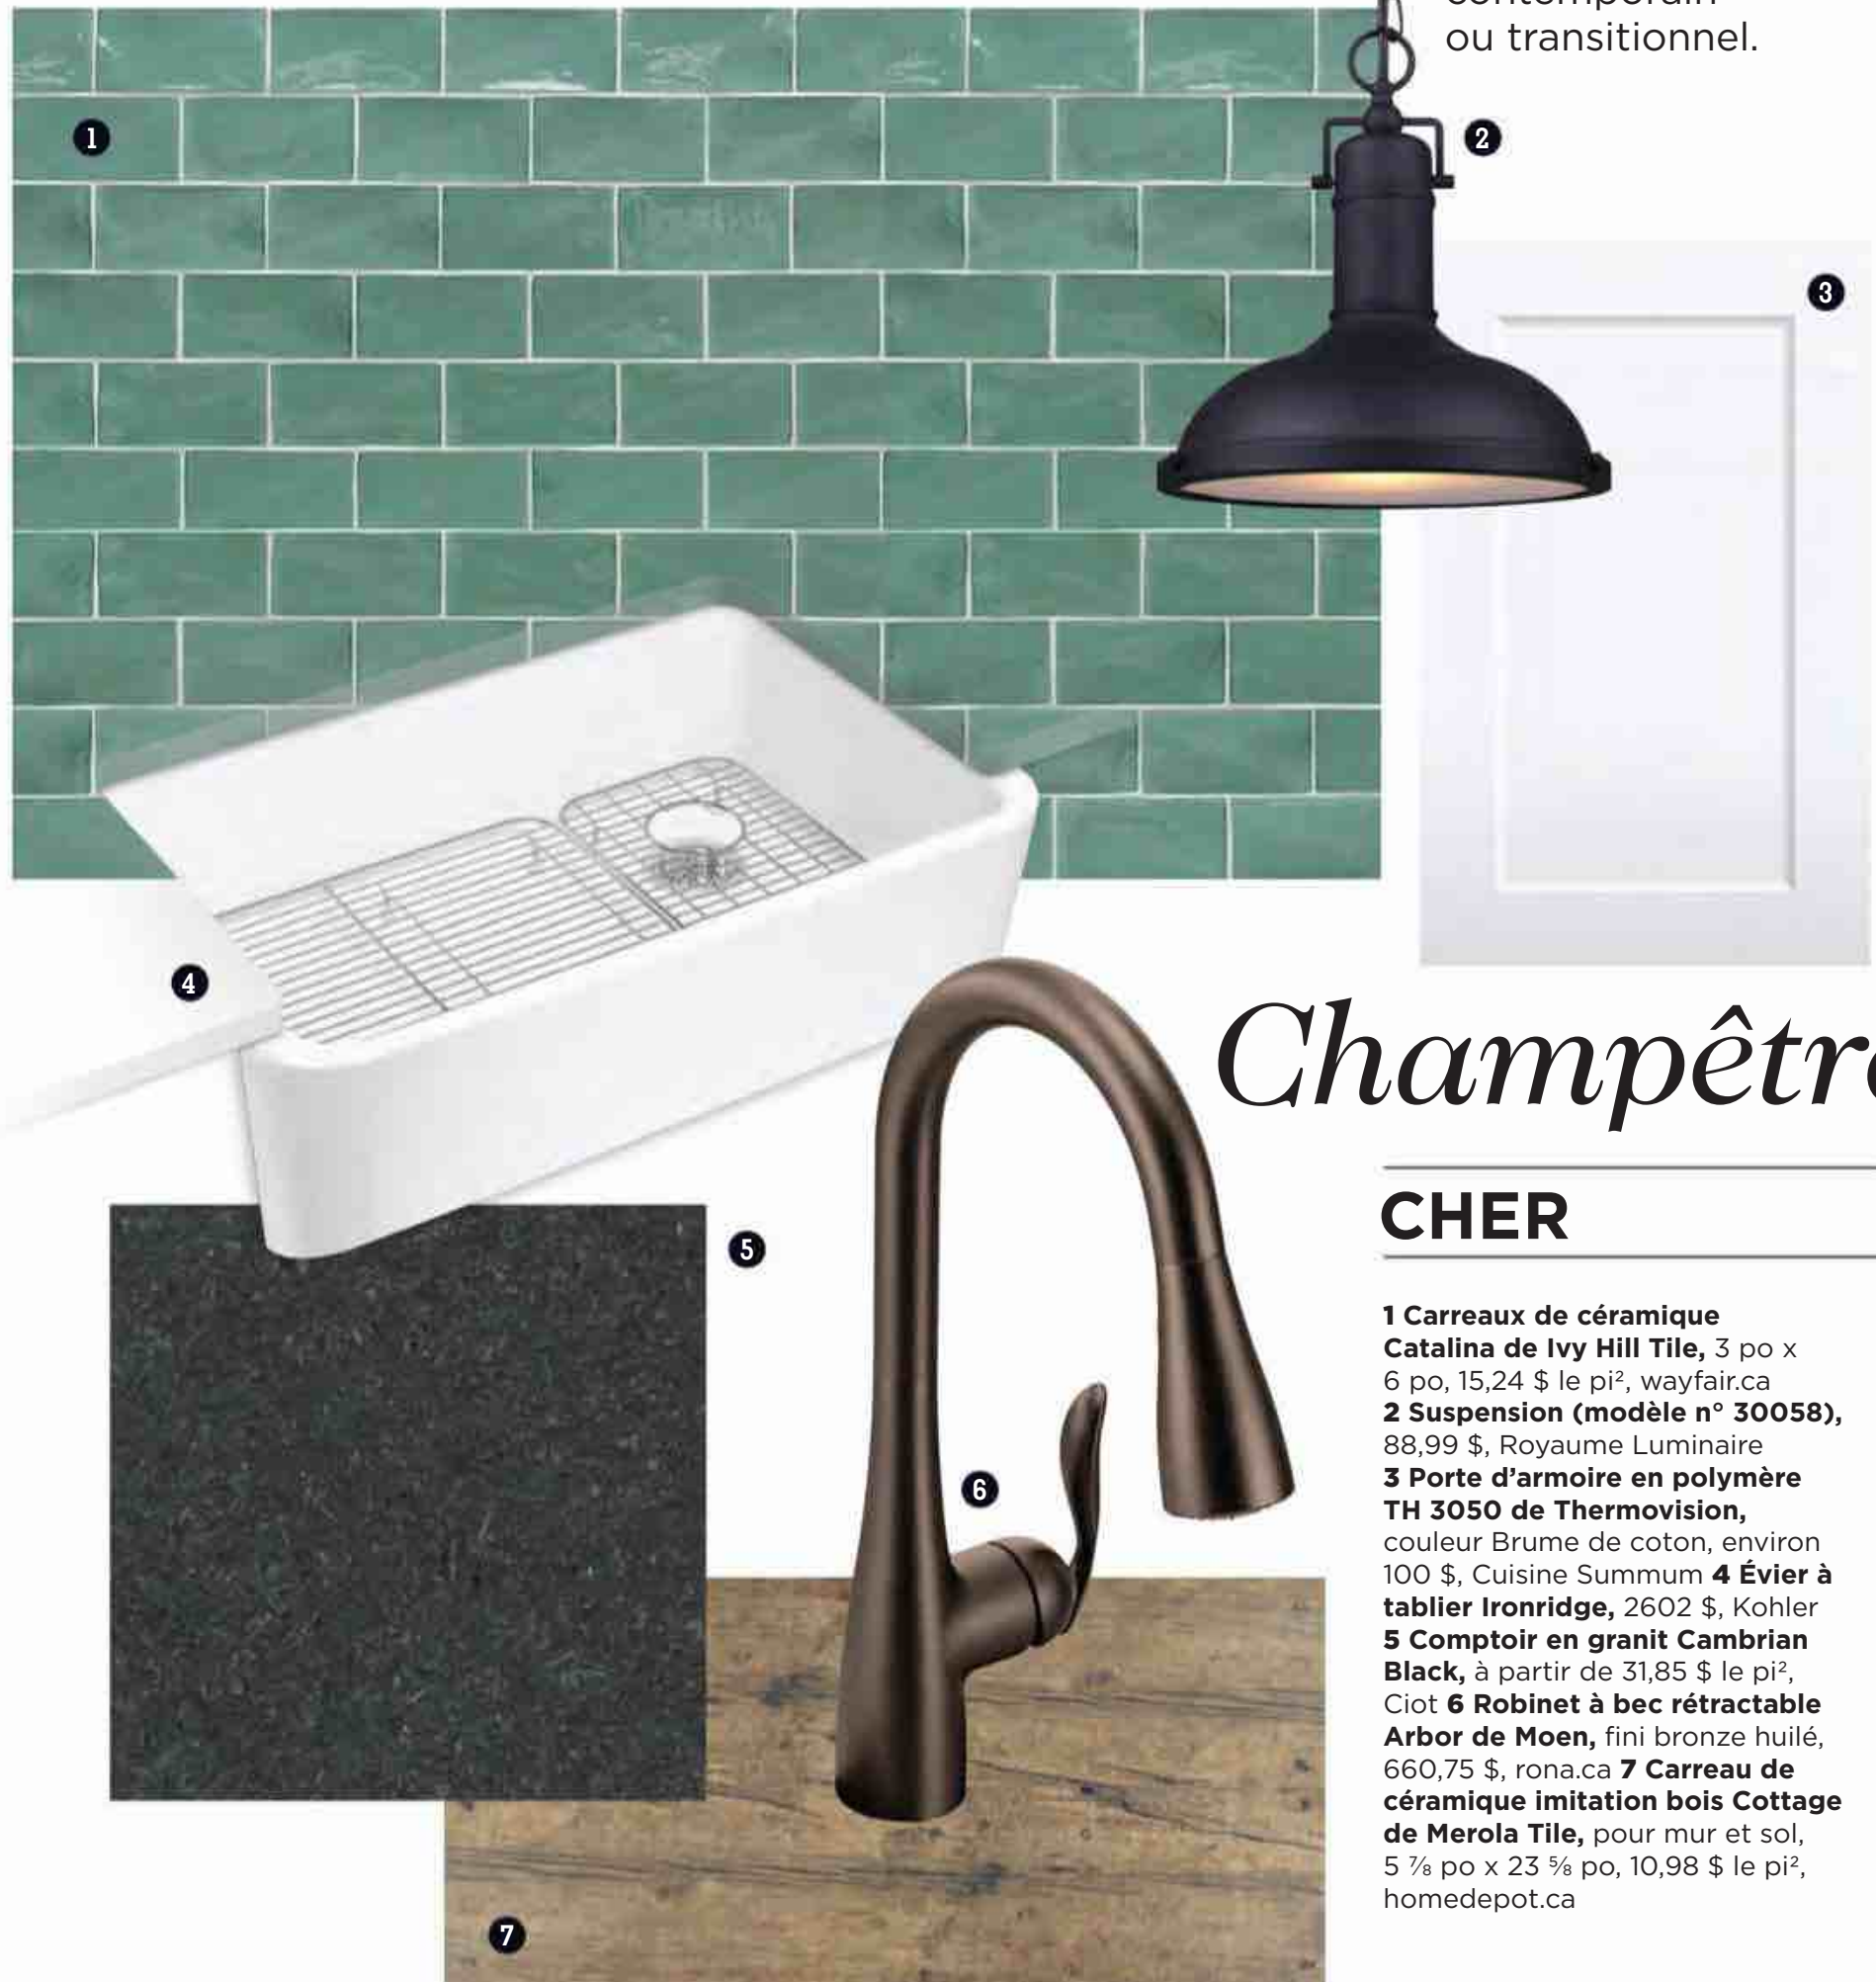 ou transitionnel.
1
2
3
4
5
6
7
Champêtre
CHER
1 Carreaux de céramique
Catalina de Ivy Hill Tile, 3 po x
6 po, 15,24 $ le pi², wayfair.ca
2 Suspension (modèle n° 30058),
88,99 $, Royaume Luminaire
3 Porte d’armoire en polymère
TH 3050 de Thermovision,
couleur Brume de coton, environ
100 $, Cuisine Summum 4 Évier à
tablier Ironridge, 2602 $, Kohler
5 Comptoir en granit Cambrian
Black, à partir de 31,85 $ le pi²,
Ciot 6 Robinet à bec rétractable
Arbor de Moen, fini bronze huilé,
660,75 $, rona.ca 7 Carreau de
céramique imitation bois Cottage
de Merola Tile, pour mur et sol,
5 ⅞ po x 23 ⅝ po, 10,98 $ le pi²,
homedepot.ca